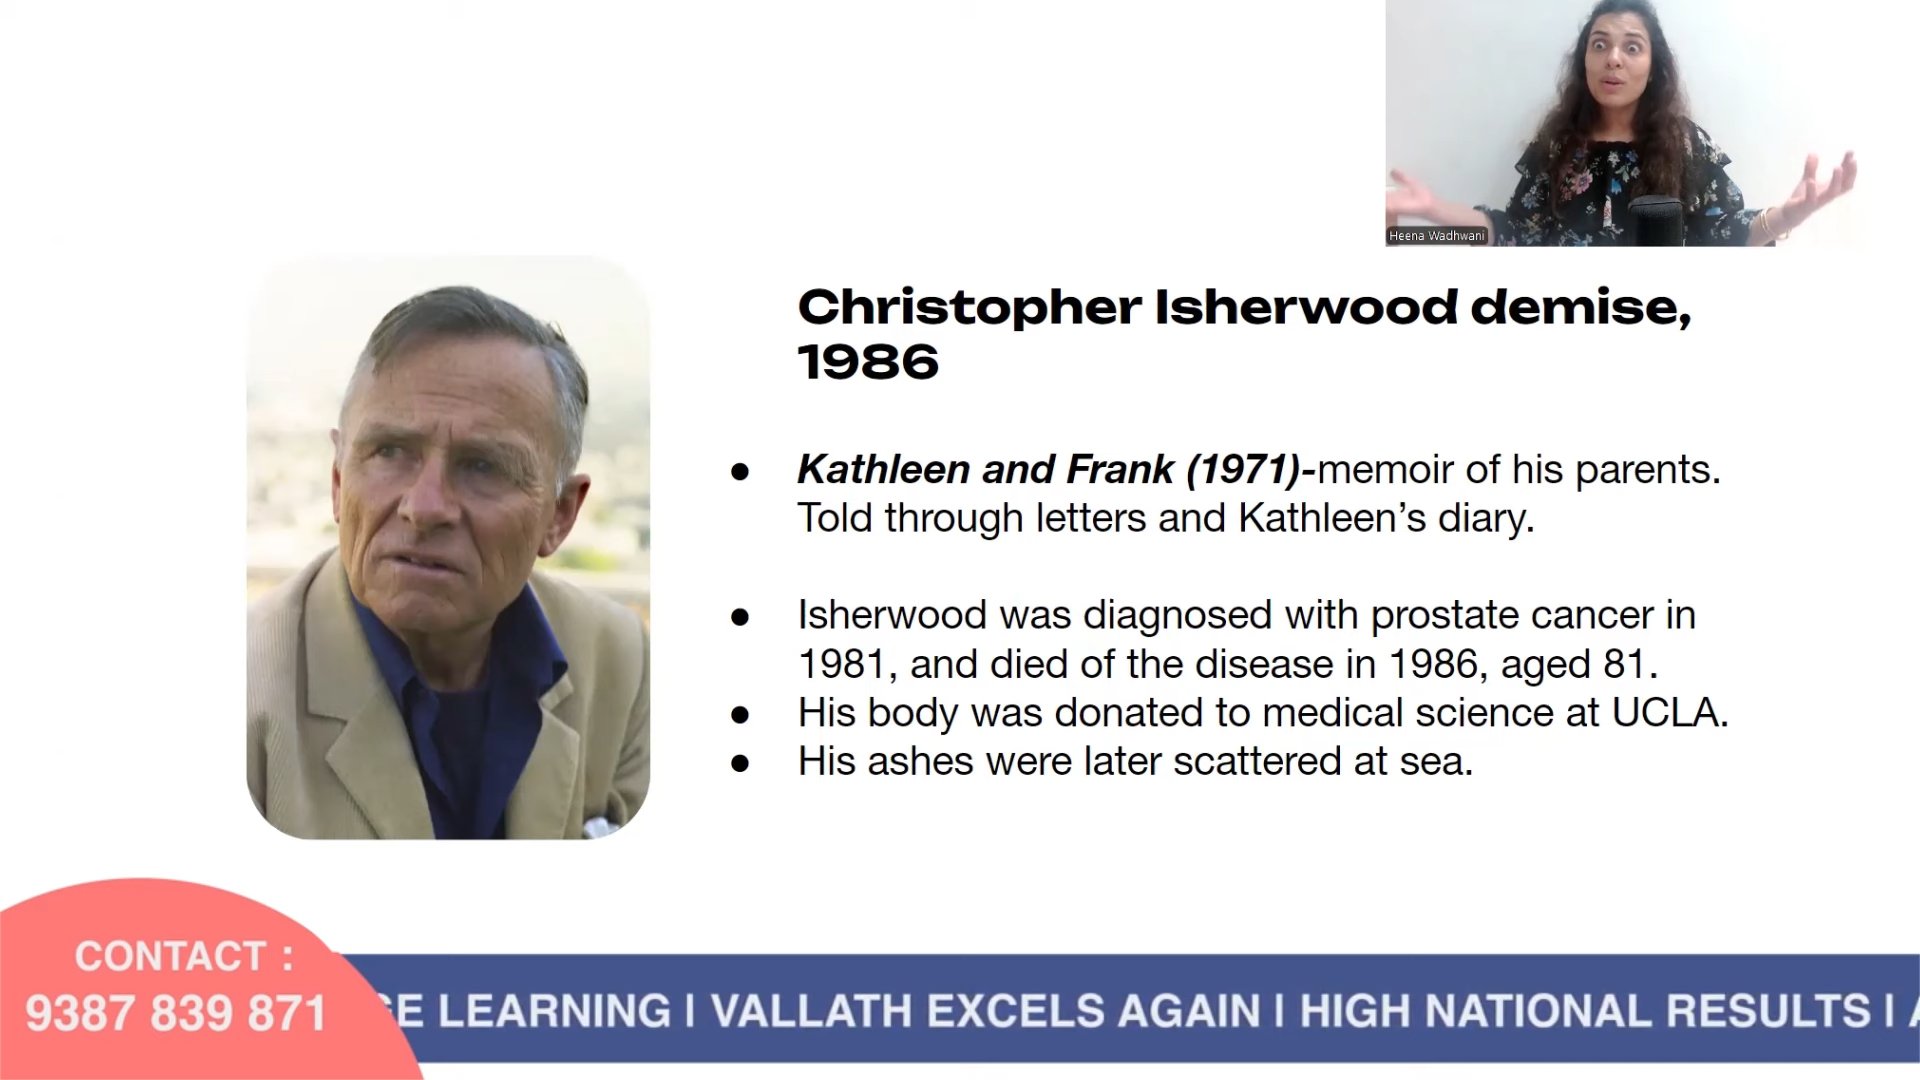 Heena Wadhwani
Christopher Isherwood demise,
1986
● Kathleen and Frank (1971)-memoir of his parents.
Told through letters and Kathleen’s diary.
● Isherwood was diagnosed with prostate cancer in
1981, and died of the disease in 1986, aged 81.
● His body was donated to medical science at UCLA.
● His ashes were later scattered at sea.
CONTACT :
9387 839 871
GE LEARNING | VALLATH EXCELS AGAIN | HIGH NATIONAL RESULTS |